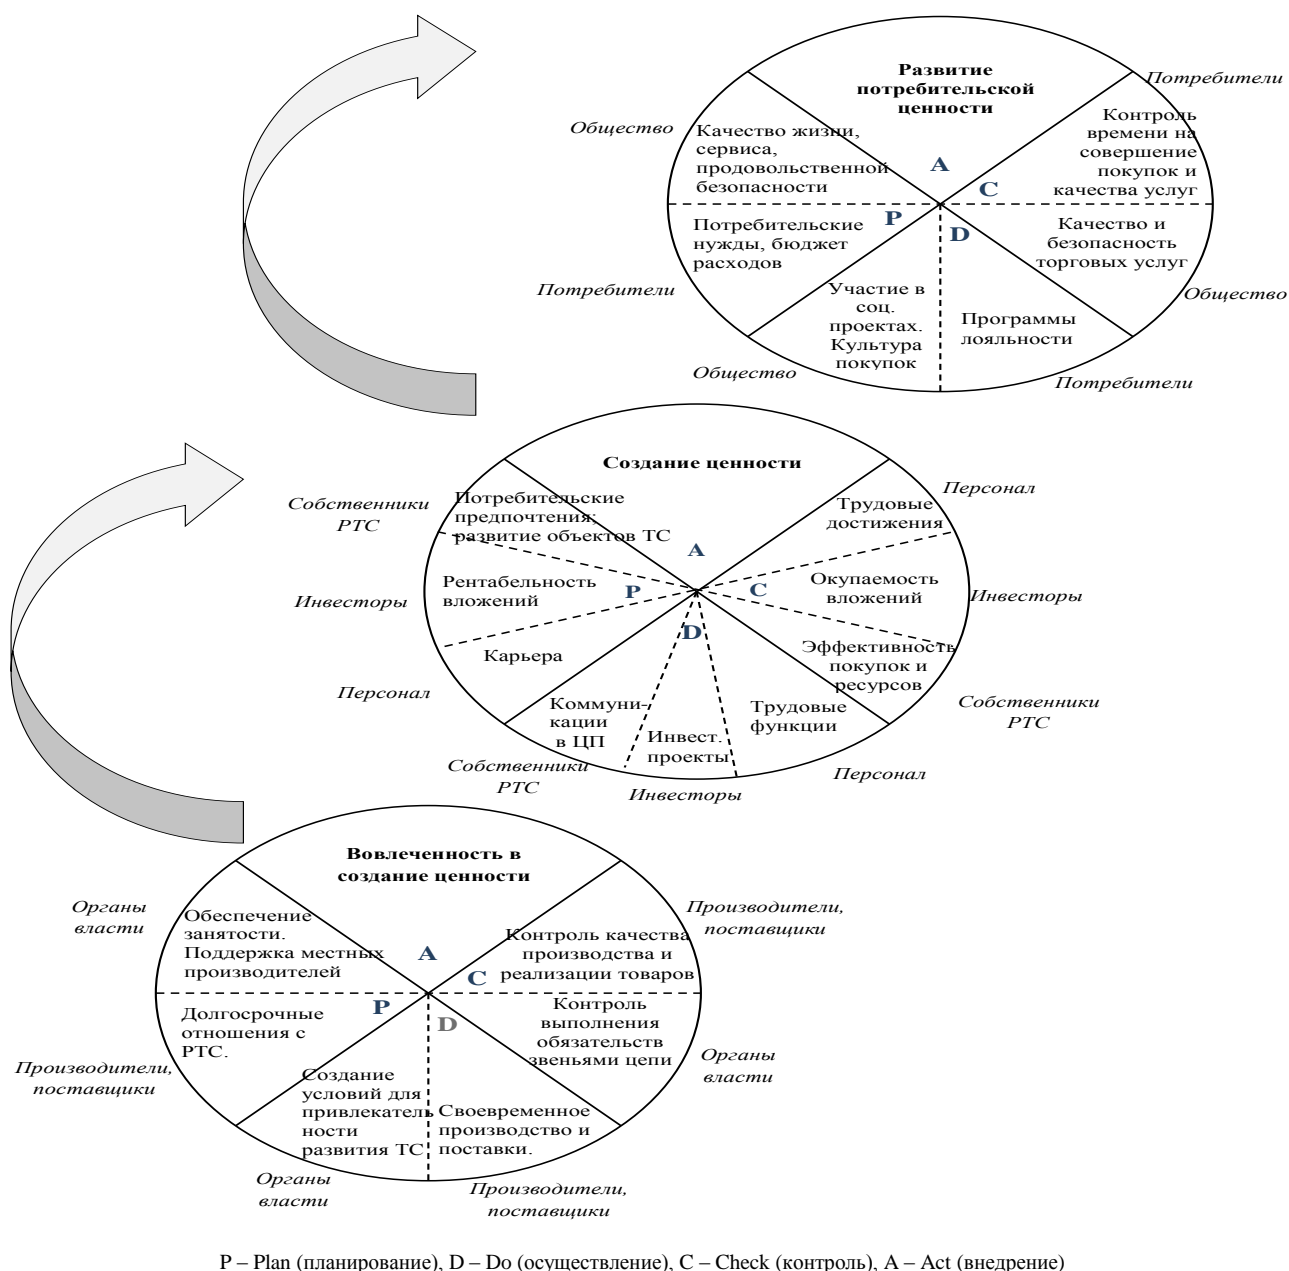 Развитие
потребительской
ценности
Потребители
Общество
Качество жизни,
сервиса,
продовольственной
безопасности
Контроль
времени на
совершение
покупок и
качества услуг
A
C
P
D
Потребительские
нужды, бюджет
расходов
Качество и
безопасность
торговых услуг
Потребители
Общество
Участие в
соц.
проектах.
Культура
покупок
Программы
лояльности
Общество
Потребители
Создание ценности
Собственники
РТС
Потребительские
предпочтения;
развитие объектов ТС
Трудовые
достижения
Персонал
A
Инвесторы
Рентабельность
вложений
P
C
Окупаемость
вложений
Инвесторы
D
Карьера
Персонал
Эффективность
покупок и
ресурсов
Собственники
РТС
Коммуни-
кации
в ЦП
Инвест.
проекты
Трудовые
функции
Собственники
РТС
Инвесторы
Персонал
Вовлеченность в
создание ценности
Органы
власти
Обеспечение
занятости.
Поддержка местных
производителей
Производители,
поставщики
Контроль качества
производства и
реализации товаров
A
C
P
D
Долгосрочные
отношения с
РТС.
Контроль
выполнения
обязательств
звеньями цепи
Производители,
поставщики
Органы
власти
Создание
условий для
привлекатель
ности
развития ТС
Своевременное
производство и
поставки.
Органы
власти
Производители,
поставщики
P – Plan (планирование), D – Do (осуществление), C – Check (контроль), A – Act (внедрение)